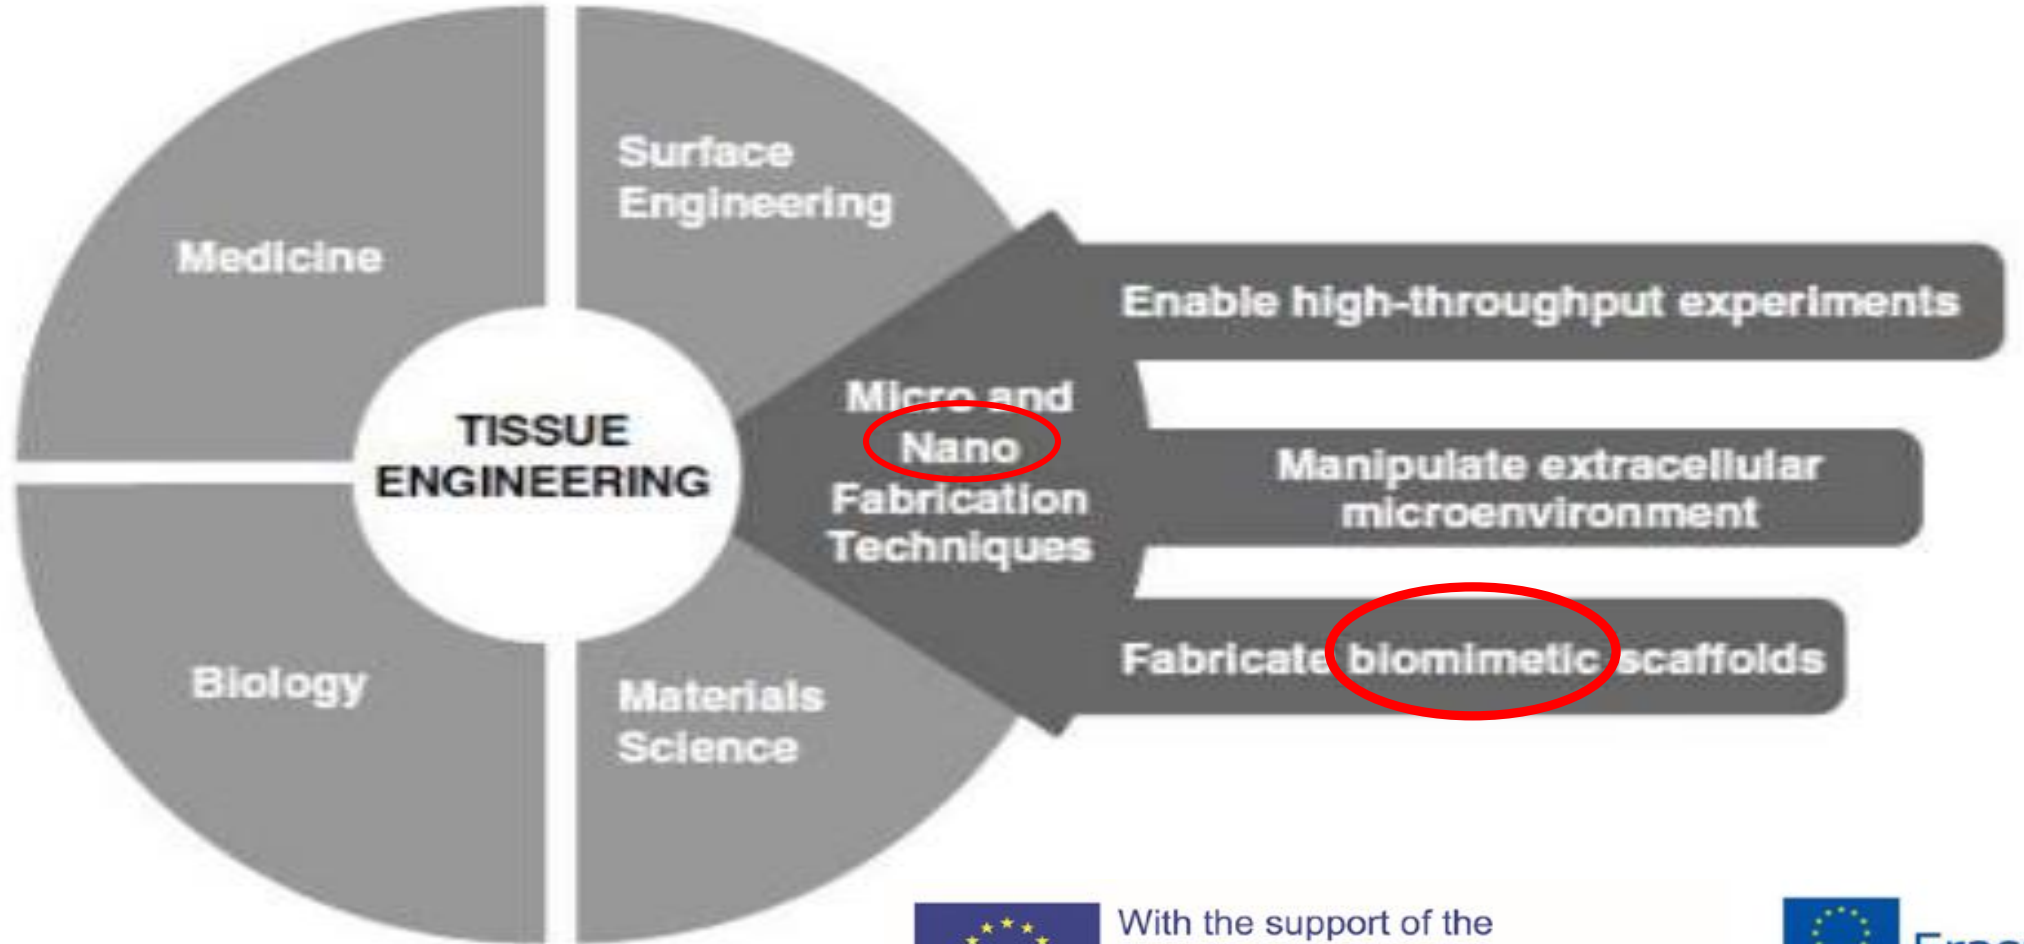 Medicine
Surface
Engineering
TISSUE
ENGINEERING
Biology
Materials
Science
Micro and
Nano
Fabrication
Techniques
Enable high-throughput experiments
Manipulate extracellular
microenvironment
Fabricate biomimetic scaffolds
With the support of the